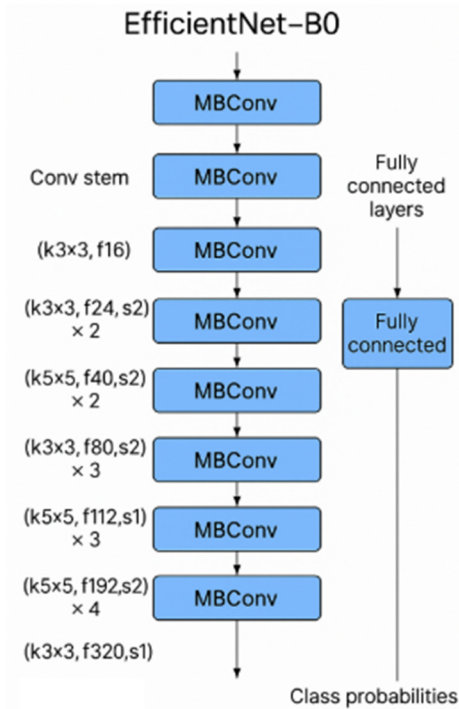 EfficientNet–B0
MBConv
Conv stem
MBConv
Fully
connected
layers
(k3×3, f16)
MBConv
(k3×3, f24, s2)
× 2
MBConv
Fully
connected
(k5×5, f40,s2)
× 2
MBConv
(k3×3, f80,s2)
× 3
MBConv
(k5×5, f112,s1)
× 3
MBConv
(k5×5, f192,s2)
× 4
MBConv
(k3×3, f320,s1)
Class probabilities